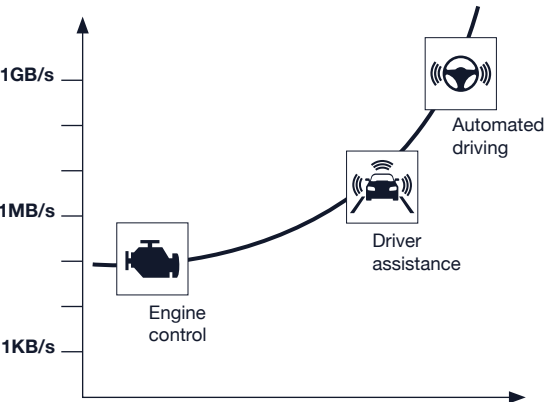 1GB/s
Automated
driving
1MB/s
Driver
assistance
Engine
control
1KB/s